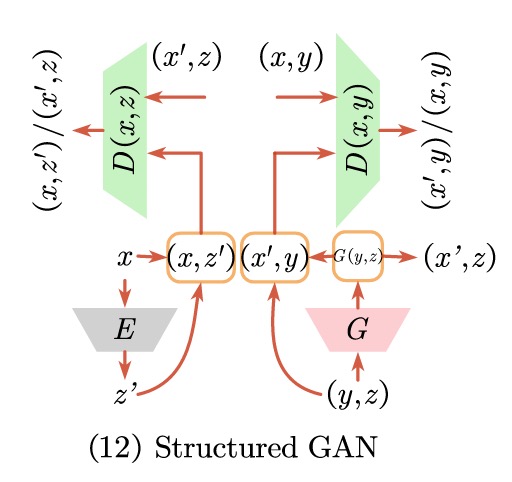 (x′,z)
(x,y)
(x,z′)/(x′,z)
D(x,z)
D(x,y)
(x′,y)/(x,y)
x
(x,z′)
(x′,y)
G(y,z)
(x’,z)
E
G
z’
(y,z)
(12) Structured GAN